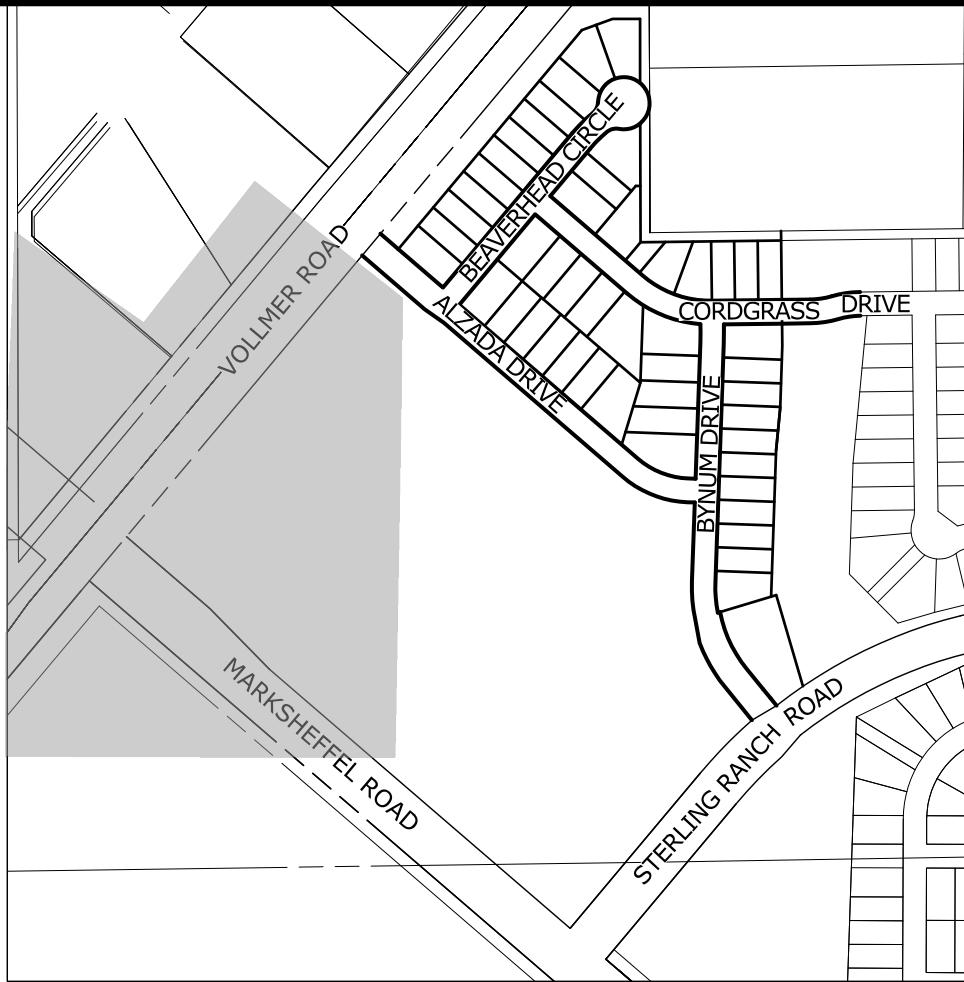 BEAVERHEAD CIRCLE
VOLLMER ROAD
ALZADA DRIVE
CORDGRASS DRIVE
BYNUM DRIVE
MARKSHEFFEL ROAD
STERLING RANCH ROAD